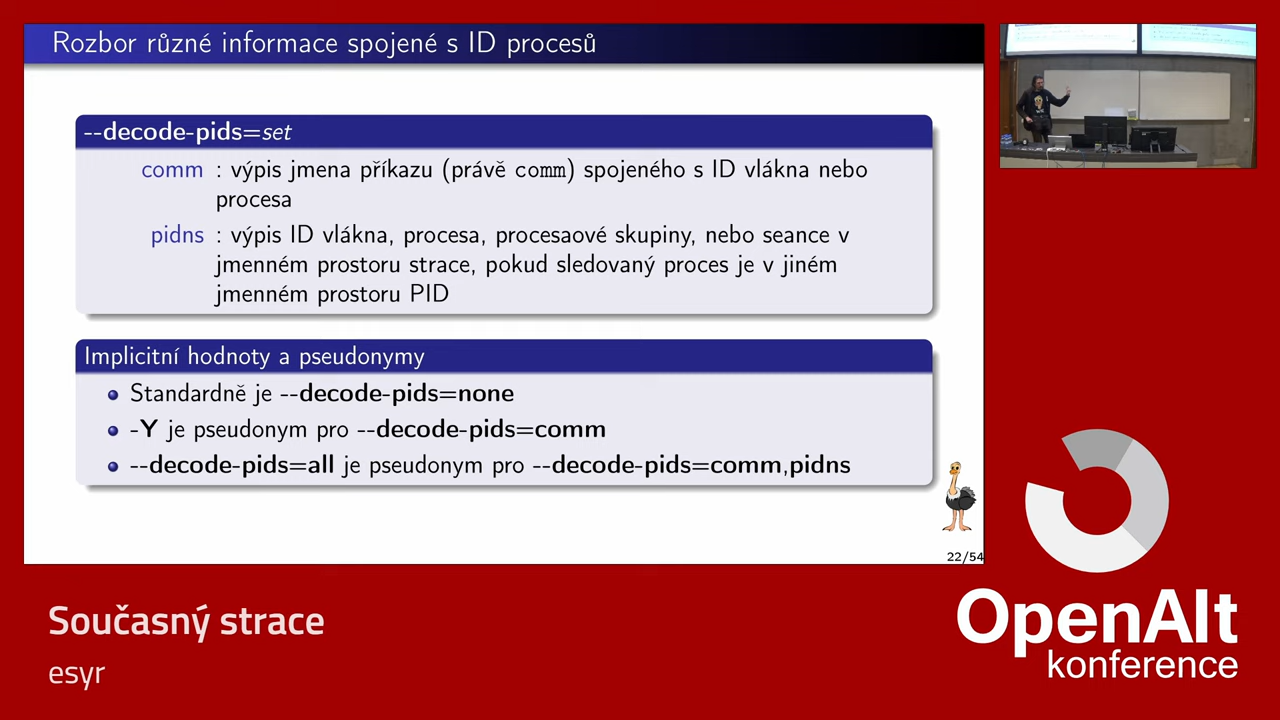 Rozbor různé informace spojené s ID procesů
--decode-pids=set
comm : výpis jmena příkazu (právě comm) spojeného s ID vlákna nebo
procesa
pidns : výpis ID vlákna, procesa, procesaové skupiny, nebo seance v
jmenném prostoru strace, pokud sledovaný proces je v jiném
jmenném prostoru PID
Implicitní hodnoty a pseudonymy
Standardně je --decode-pids=none
-Y je pseudonym pro --decode-pids=comm
--decode-pids=all je pseudonym pro --decode-pids=comm,pidns
22/54
Současný strace
esyr
OpenAlt
konference